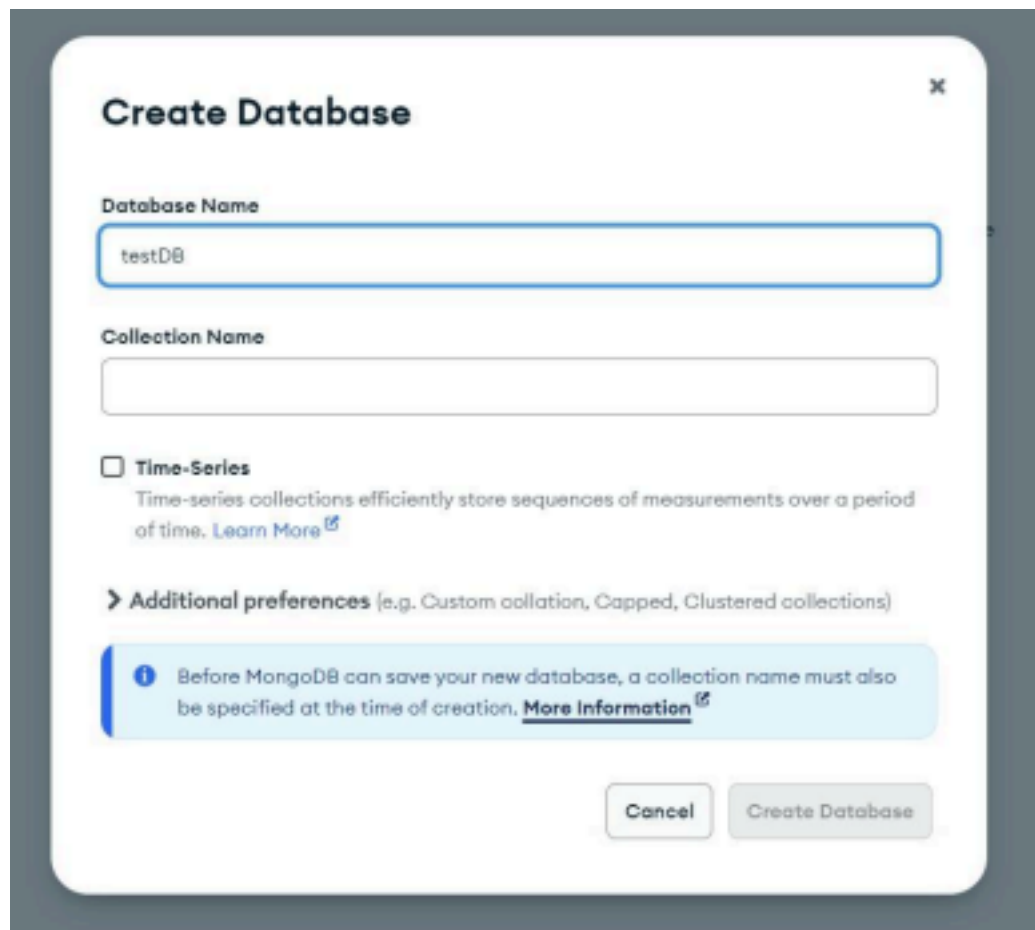 Create Database
Database Name
testDB
Collection Name
Time-Series
Time-series collections efficiently store sequences of measurements over a period
of time. Learn More
Additional preferences (e.g. Custom collation, Capped, Clustered collections)
Before MongoDB can save your new database, a collection name must also
be specified at the time of creation. More Information
Cancel
Create Database